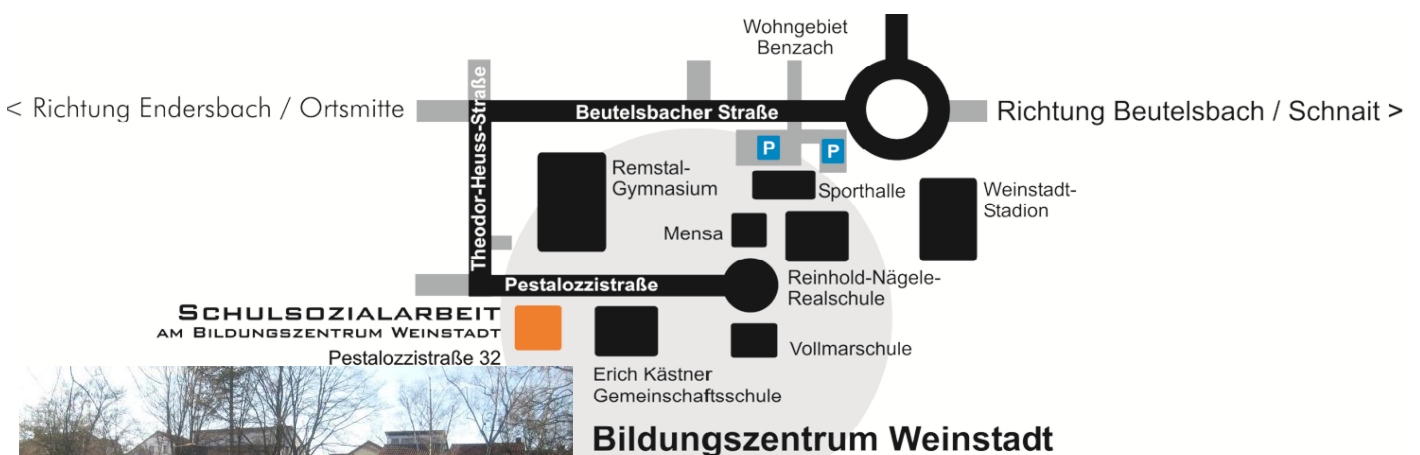 Wohngebiet
Benzach
< Richtung Endersbach / Ortsmitte
Theodor-Heuss-Straße
Beutelsbacher Straße
Richtung Beutelsbach / Schnait >
P
P
Remstal-
Gymnasium
Sporthalle
Weinstadt-
Stadion
Mensa
Reinhold-Nägele-
Realschule
Pestalozzistraße
SCHULSOZIALARBEIT
AM BILDUNGSZENTRUM WEINSTADT
Pestalozzistraße 32
Vollmarschule
Erich Kästner
Gemeinschaftsschule
Bildungszentrum Weinstadt